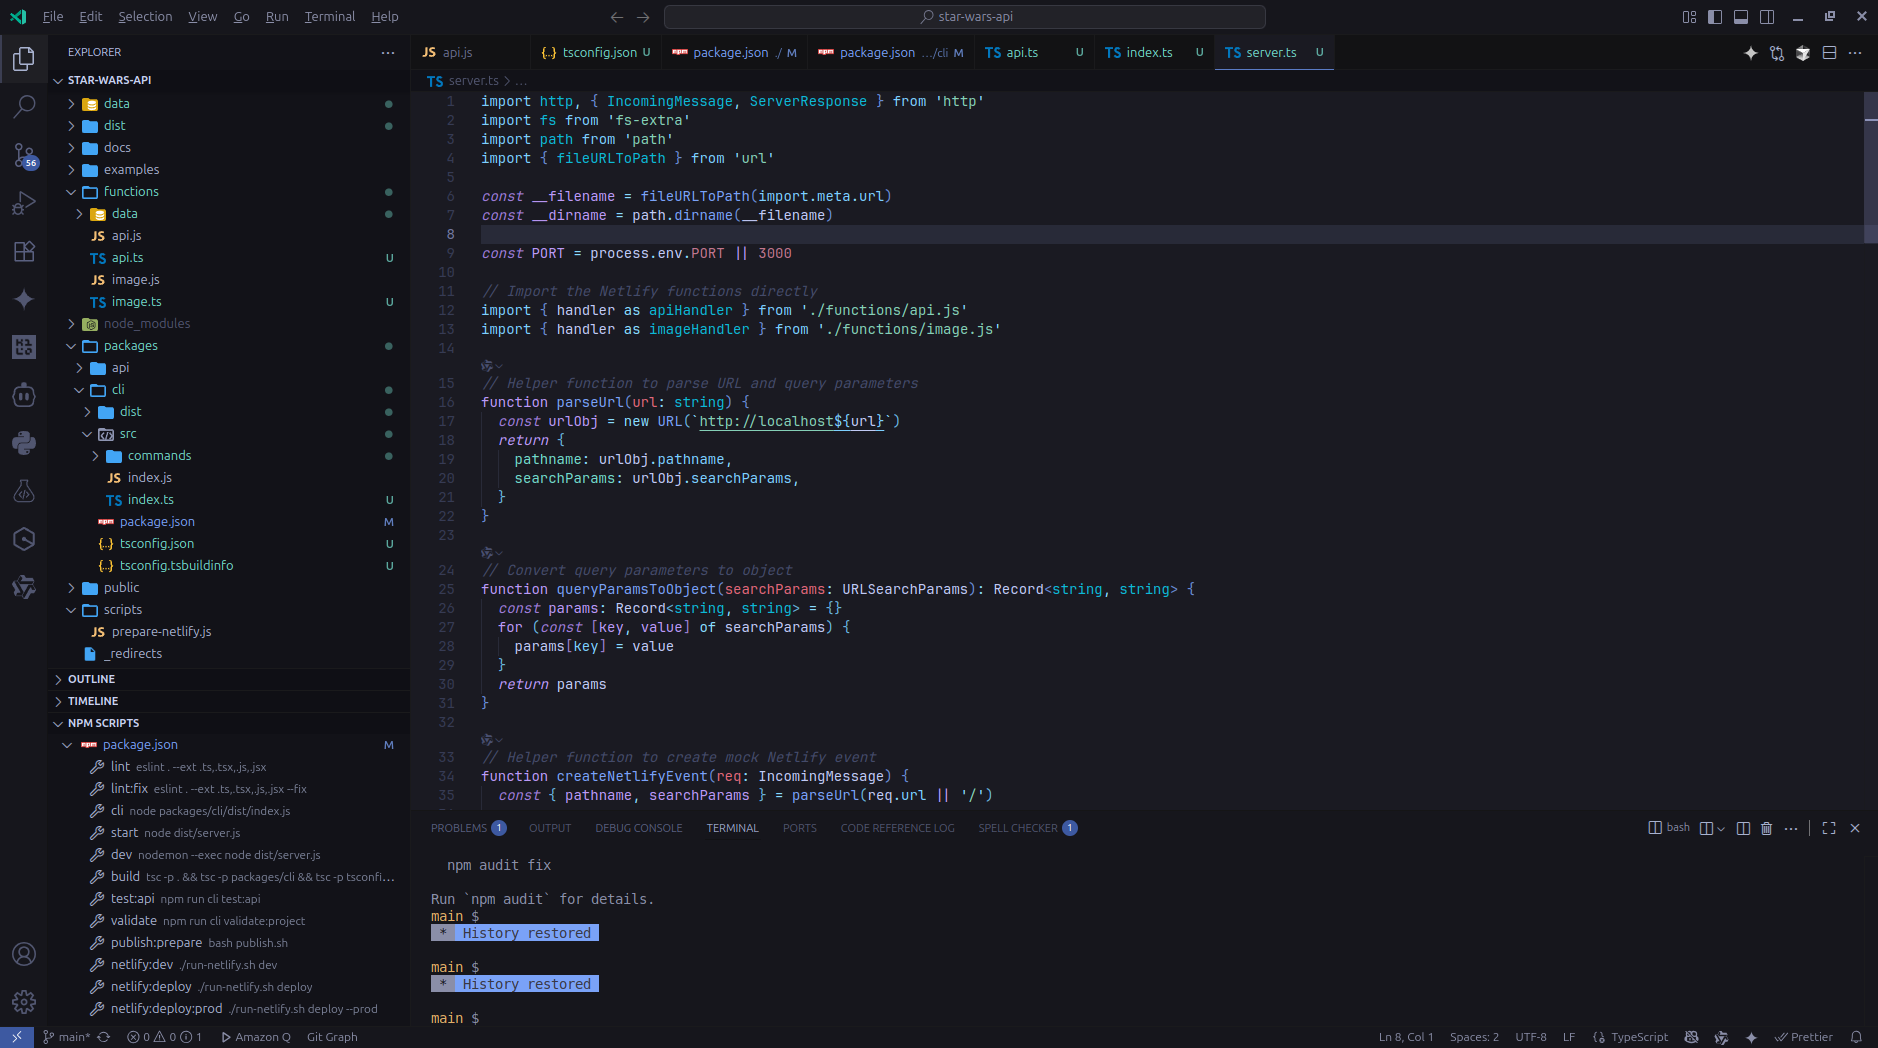 File Edit Selection View Go Run Terminal Help
star-wars-api
EXPLORER
STAR-WARS-API
data
dist
docs
examples
functions
data
api.js
api.ts U
image.js
image.ts U
node_modules
packages
api
cli
dist
src
commands
index.js
index.ts U
package.json M
tsconfig.json U
tsconfig.tsbuildinfo U
public
scripts
prepare-netlify.js
_redirects
OUTLINE
TIMELINE
NPM SCRIPTS
package.json M
lint eslint . --ext .ts,.tsx,.js,.jsx
lint:fix eslint . --ext .ts,.tsx,.js,.jsx --fix
cli node packages/cli/dist/index.js
start node dist/server.js
dev nodemon --exec node dist/server.js
build tsc -p . && tsc -p packages/cli && tsc -p tsconfi...
test:api npm run cli test:api
validate npm run cli validate:project
publish:prepare bash publish.sh
netlify:dev ./run-netlify.sh dev
netlify:deploy ./run-netlify.sh deploy
netlify:deploy:prod ./run-netlify.sh deploy --prod
56
JS api.js {..} tsconfig.json U package.json ./ M package.json .../cli M TS api.ts U TS index.ts U TS server.ts U
TS server.ts > ...
1 import http, { IncomingMessage, ServerResponse } from 'http'
2 import fs from 'fs-extra'
3 import path from 'path'
4 import { fileURLToPath } from 'url'
5
6 const __filename = fileURLToPath(import.meta.url)
7 const __dirname = path.dirname(__filename)
8
9 const PORT = process.env.PORT || 3000
10
11 // Import the Netlify functions directly
12 import { handler as apiHandler } from './functions/api.js'
13 import { handler as imageHandler } from './functions/image.js'
14
15 // Helper function to parse URL and query parameters
16 function parseUrl(url: string) {
17 const urlObj = new URL(`http://localhost${url}`)
18 return {
19 pathname: urlObj.pathname,
20 searchParams: urlObj.searchParams,
21 }
22 }
23
24 // Convert query parameters to object
25 function queryParamsToObject(searchParams: URLSearchParams): Record<string, string> {
26 const params: Record<string, string> = {}
27 for (const [key, value] of searchParams) {
28 params[key] = value
29 }
30 return params
31 }
32
33 // Helper function to create mock Netlify event
34 function createNetlifyEvent(req: IncomingMessage) {
35 const { pathname, searchParams } = parseUrl(req.url || '/')
PROBLEMS 1 OUTPUT DEBUG CONSOLE TERMINAL PORTS CODE REFERENCE LOG SPELL CHECKER 1 bash
npm audit fix
Run `npm audit` for details.
main $
* History restored
main $
* History restored
main $
main* 0 0 1 Amazon Q Git Graph Ln 8, Col 1 Spaces: 2 UTF-8 LF TypeScript Prettier